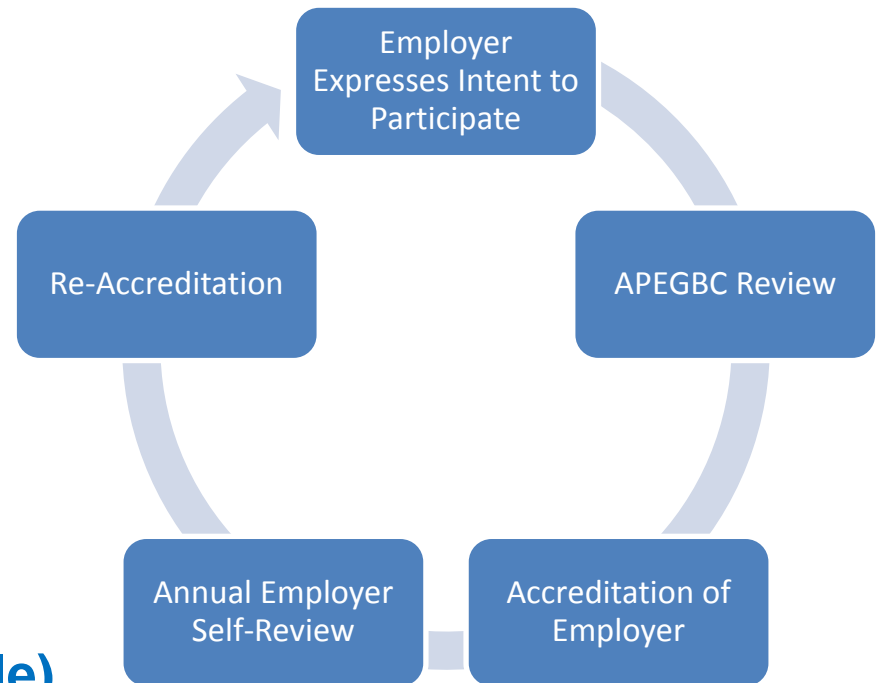 Employer
Expresses Intent to
Participate
APEGBC Review
Accreditation of
Employer
Annual Employer
Self-Review
Re-Accreditation